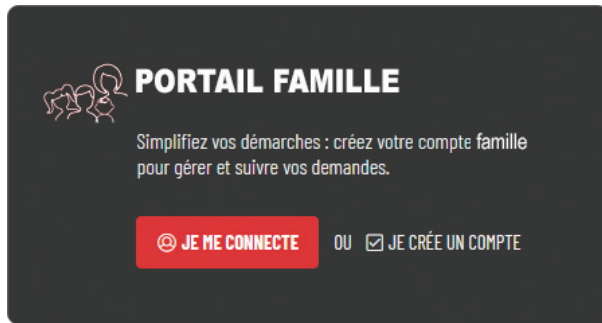 PORTAIL FAMILLE
Simplifiez vos démarches : créez votre compte famille
pour gérer et suivre vos demandes.
JE ME CONNECTE OU JE CRÉE UN COMPTE